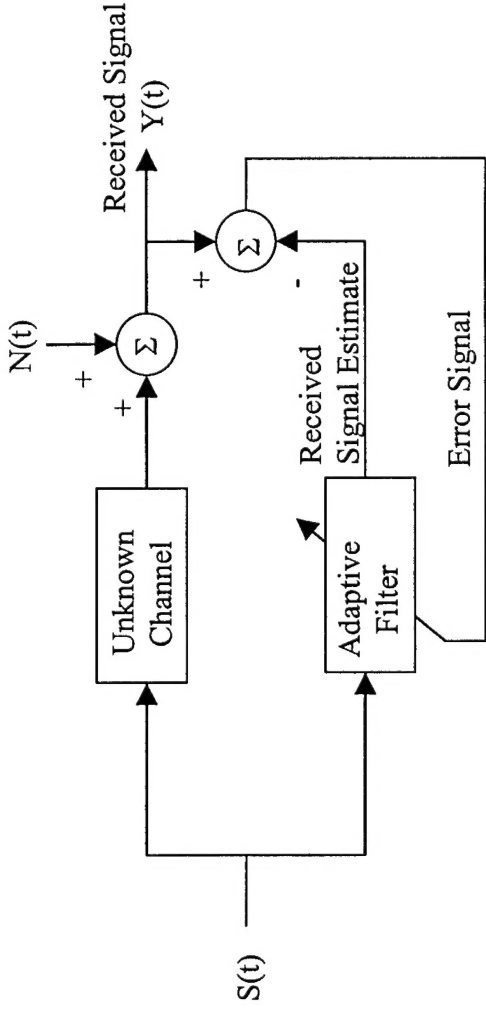 S(t)
Unknown
Channel
N(t)
+
+
Σ
Received Signal
Y(t)
+
Σ
-
Adaptive
Filter
Received
Signal Estimate
Error Signal